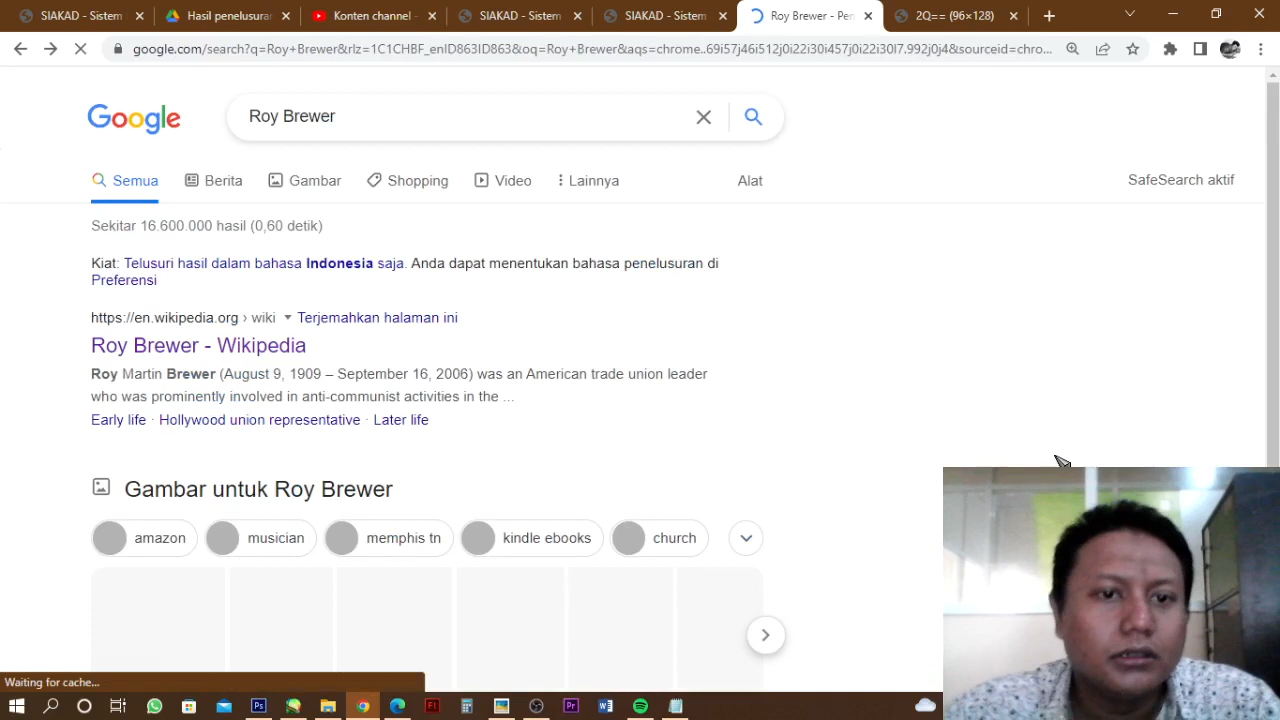 SIAKAD - Sistem
Hasil penelusuran
Konten channel -
SIAKAD - Sistem
SIAKAD - Sistem
Roy Brewer - Pen
2Q== (96×128)
google.com/search?q=Roy+Brewer&rlz=1C1CHBF_enID863ID863&oq=Roy+Brewer&aqs=chrome..69i57j46i512j0i22i30i457j0i22i30l7.992j0j4&sourceid=chro...
Google
Roy Brewer
Semua
Berita
Gambar
Shopping
Video
Lainnya
Alat
SafeSearch aktif
Sekitar 16.600.000 hasil (0,60 detik)
Kiat: Telusuri hasil dalam bahasa Indonesia saja. Anda dapat menentukan bahasa penelusuran di
Preferensi
https://en.wikipedia.org › wiki Terjemahkan halaman ini
Roy Brewer - Wikipedia
Roy Martin Brewer (August 9, 1909 – September 16, 2006) was an American trade union leader
who was prominently involved in anti-communist activities in the ...
Early life · Hollywood union representative · Later life
Gambar untuk Roy Brewer
amazon
musician
memphis tn
kindle ebooks
church
Waiting for cache...